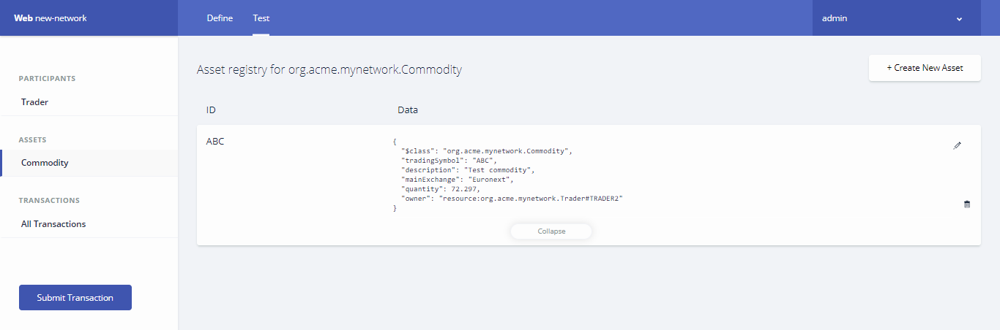 Web new-network
Define
Test
admin
PARTICIPANTS
Trader
ASSETS
Commodity
TRANSACTIONS
All Transactions
Submit Transaction
Asset registry for org.acme.mynetwork.Commodity
+ Create New Asset
ID
Data
ABC
{
"$class": "org.acme.mynetwork.Commodity",
"tradingSymbol": "ABC",
"description": "Test commodity",
"mainExchange": "Euronext",
"quantity": 72.297,
"owner": "resource:org.acme.mynetwork.Trader#TRADER2"
}
Collapse